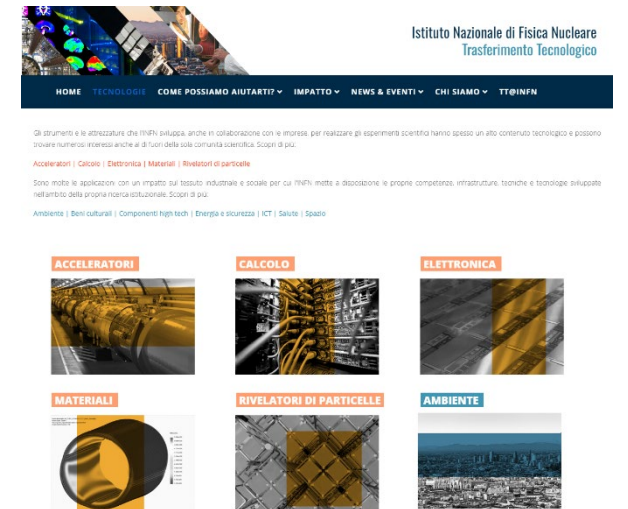 Istituto Nazionale di Fisica Nucleare
Trasferimento Tecnologico
HOME TECNOLOGIE COME POSSIAMO AIUTARTI? IMPATTO NEWS & EVENTI CHI SIAMO TT@INFN
Gli strumenti e le attrezzature che l'INFN sviluppa, anche in collaborazione con le imprese, per realizzare gli esperimenti scientifici hanno spesso un alto contenuto tecnologico e possono
trovare numerosi interessi anche al di fuori della sola comunità scientifica. Scopri di più:
Acceleratori | Calcolo | Elettronica | Materiali | Rivelatori di particelle
Sono molte le applicazioni con un impatto sul tessuto industriale e sociale per cui l'INFN mette a disposizione le proprie competenze, infrastrutture, tecniche e tecnologie sviluppate
nell'ambito della propria ricerca istituzionale. Scopri di più:
Ambiente | Beni culturali | Componenti high tech | Energia e sicurezza | ICT | Salute | Spazio
ACCELERATORI CALCOLO ELETTRONICA
MATERIALI RIVELATORI DI PARTICELLE AMBIENTE